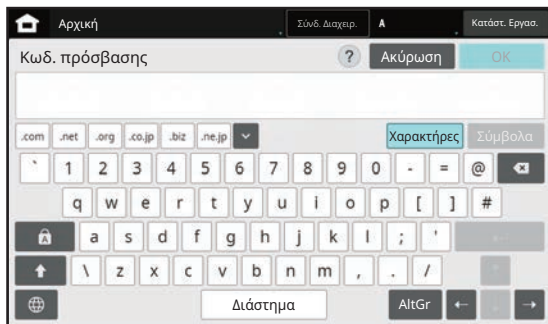 Αρχική Σύνδ. Διαχειρ. A Κατάστ. Εργασ.
Κωδ. πρόσβασης ? Ακύρωση OK
.com .net .org .co.jp .biz .ne.jp Χαρακτήρες Σύμβολα
` 1 2 3 4 5 6 7 8 9 0 - = @
q w e r t y u i o p [ ] #
A a s d f g h j k l ; '
\ z x c v b n m , . /
Διάστημα AltGr